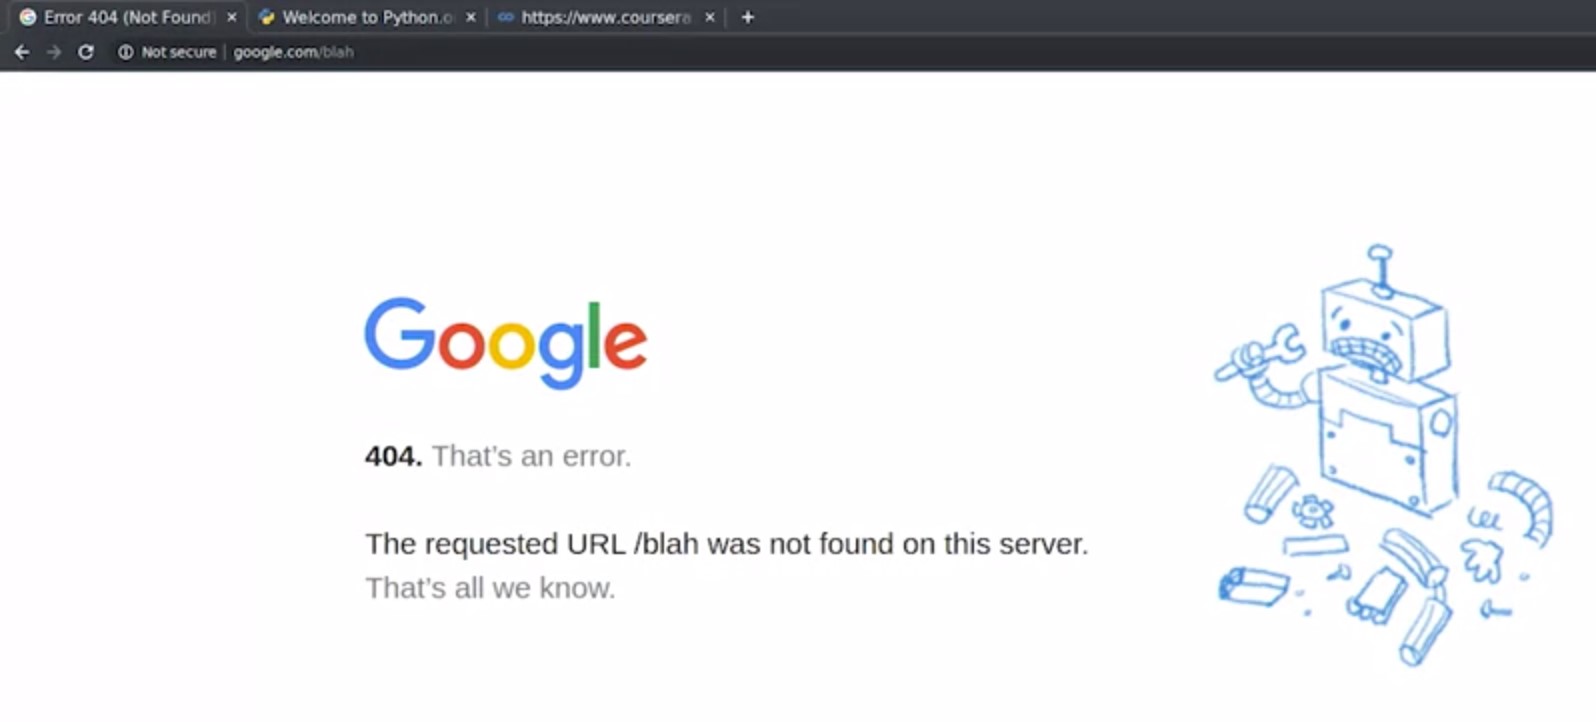 Error 404 (Not Found)
Welcome to Python.o
https://www.coursera
Not secure
google.com/blah
Google
404. That's an error.
The requested URL /blah was not found on this server.
That's all we know.